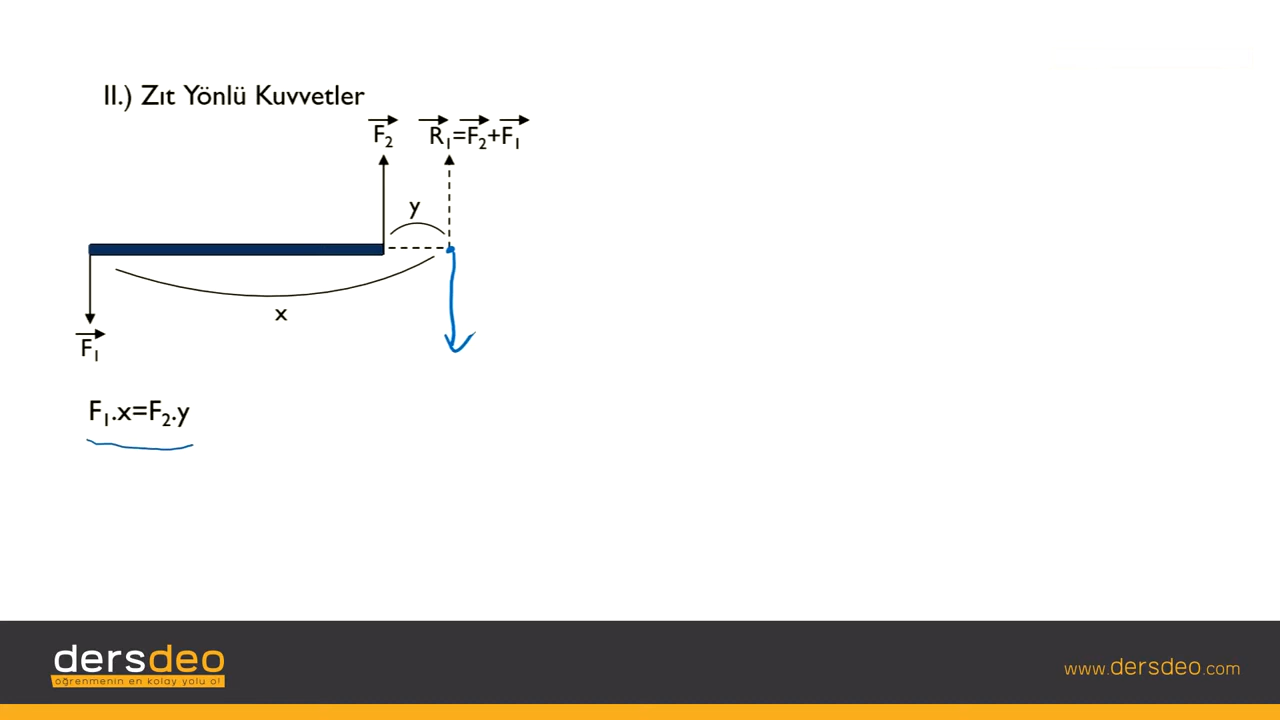 II.) Zıt Yönlü Kuvvetler
F₂ R₁=F₂+F₁
y
x
F₁
F₁.x=F₂.y
dersdeo
öğrenmenin en kolay yolu o!
www.dersdeo.com